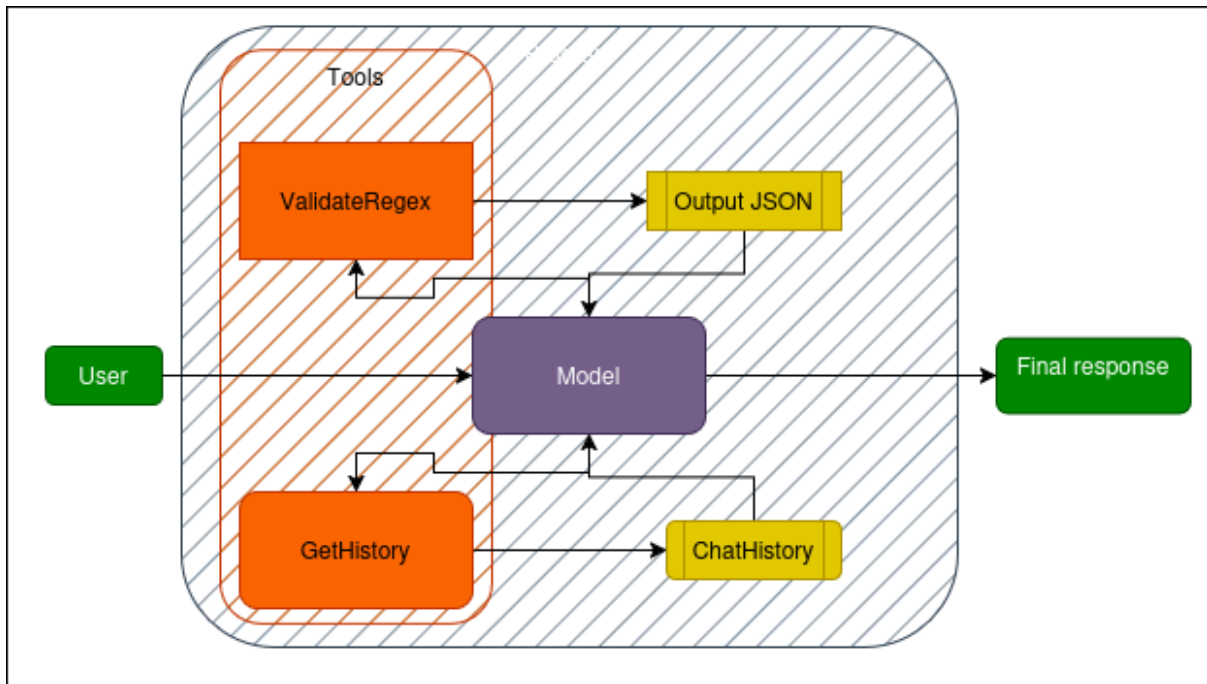 Tools
ValidateRegex
Output JSON
User
Model
Final response
GetHistory
ChatHistory